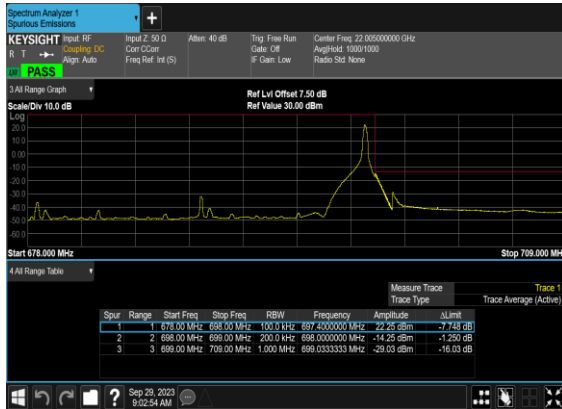 Spectrum Analyzer 1
Spurious Emissions
KEYSIGHT Input: RF Input Z: 50 Ω Atten: 40 dB Trig: Free Run Center Freq: 22.005000000 GHz
R T Coupling: DC Corr CCorr Gate: Off Avg|Hold: 1000/1000
Align: Auto Freq Ref: Int (S) IF Gain: Low Radio Std: None
PASS
3 All Range Graph
Ref Lvl Offset 7.50 dB
Scale/Div 10.0 dB Ref Value 30.00 dBm
Log
20.0
10.0
0.00
-10.0
-20.0
-30.0
-40.0
-50.0
-60.0
Start 678.000 MHz Stop 709.000 MHz
4 All Range Table
Measure Trace Trace 1
Trace Type Trace Average (Active)
Spur Range Start Freq Stop Freq RBW Frequency Amplitude ΔLimit
1 1 678.00 MHz 698.00 MHz 100.0 kHz 697.4000000 MHz 22.25 dBm -7.748 dB
2 2 698.00 MHz 699.00 MHz 200.0 kHz 698.0000000 MHz -14.25 dBm -1.250 dB
3 3 699.00 MHz 709.00 MHz 1.000 MHz 699.0333333 MHz -29.03 dBm -16.03 dB
Sep 29, 2023
9:02:54 AM